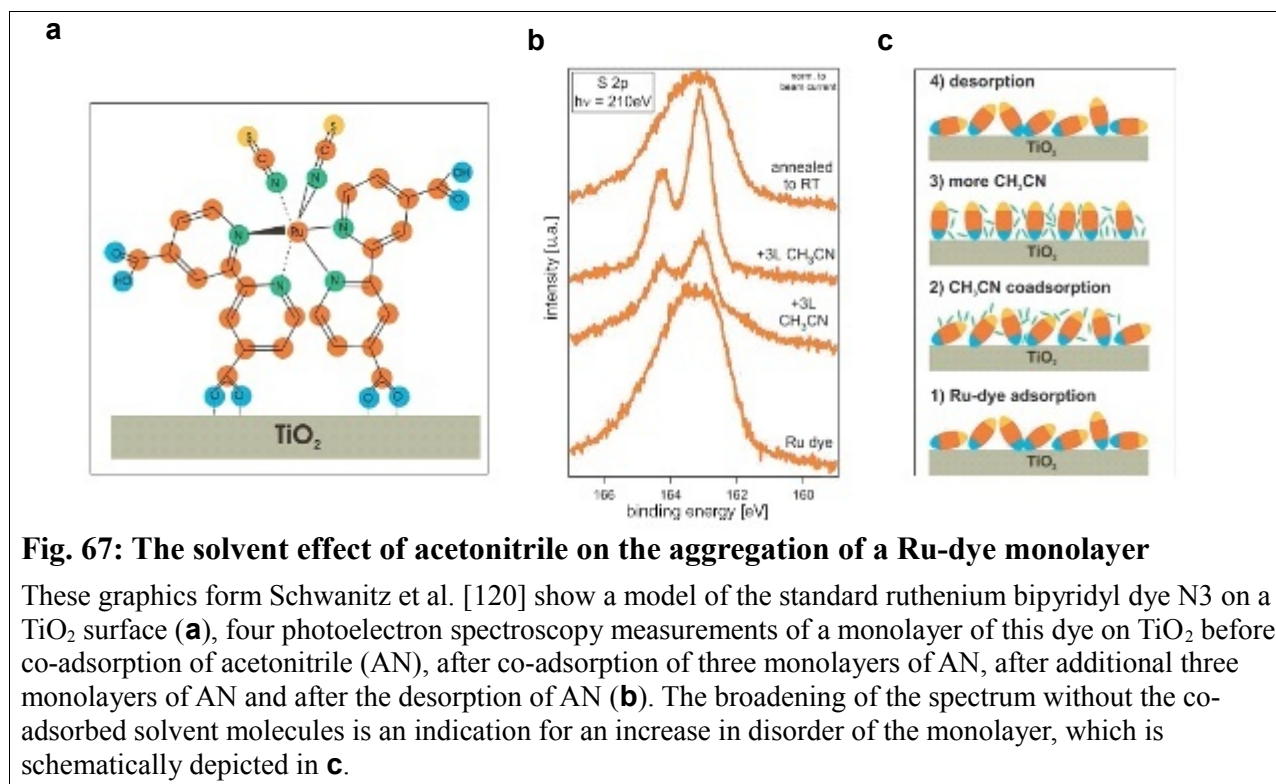 a
b
c
S
C
N
S
C
N
Ru
N
N
N
N
OH
O
O
HO
O
O
O
O
TiO₂
S 2p
hν = 210eV
norm. to
beam current
annealed
to RT
+3L CH₃CN
+3L
CH₃CN
Ru dye
intensity [u.a.]
166
164
162
160
binding energy [eV]
4) desorption
TiO₂
3) more CH₃CN
TiO₂
2) CH₃CN coadsorption
TiO₂
1) Ru-dye adsorption
TiO₂
Fig. 67: The solvent effect of acetonitrile on the aggregation of a Ru-dye monolayer
These graphics form Schwanitz et al. [120] show a model of the standard ruthenium bipyridyl dye N3 on a
TiO₂ surface (a), four photoelectron spectroscopy measurements of a monolayer of this dye on TiO₂ before
co-adsorption of acetonitrile (AN), after co-adsorption of three monolayers of AN, after additional three
monolayers of AN and after the desorption of AN (b). The broadening of the spectrum without the co-
adsorbed solvent molecules is an indication for an increase in disorder of the monolayer, which is
schematically depicted in c.